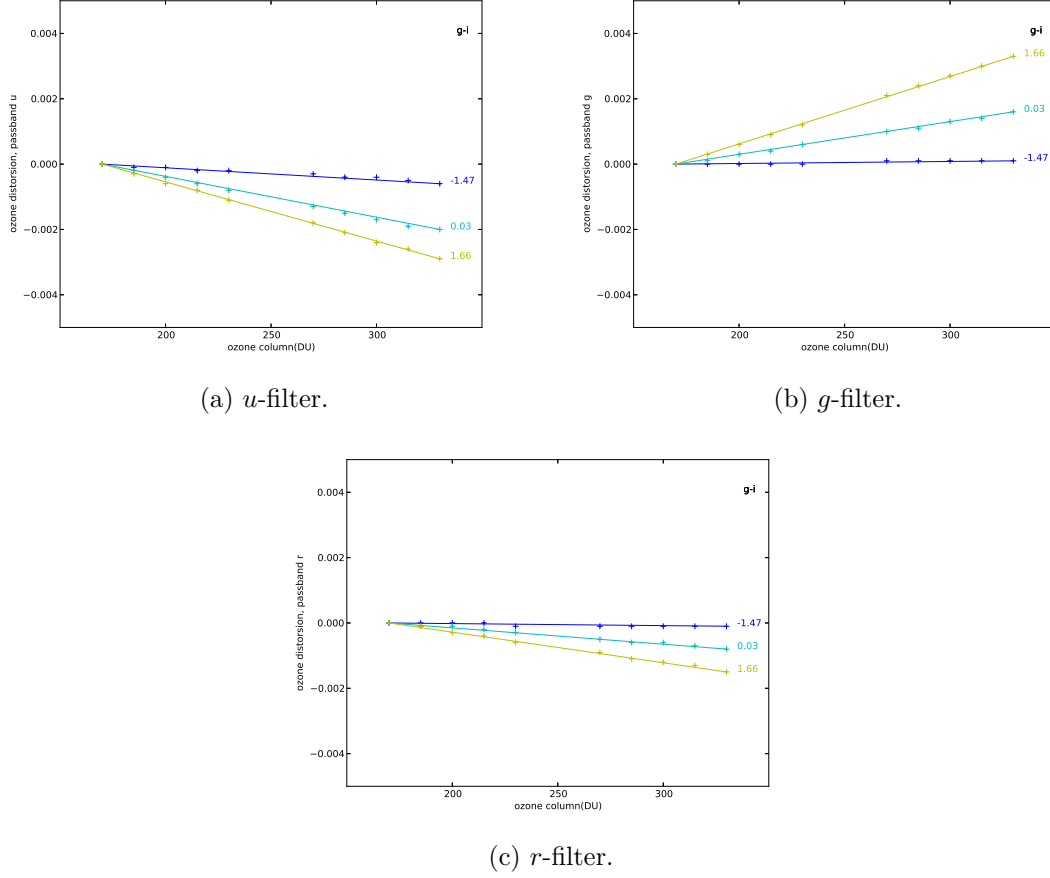 0.004
0.002
0.000
−0.002
−0.004
ozone distorsion, passband u
g-i
-1.47
0.03
1.66
200 250 300
ozone column(DU)
(a) u-filter.
0.004
0.002
0.000
−0.002
−0.004
ozone distorsion, passband g
g-i
1.66
0.03
-1.47
200 250 300
ozone column(DU)
(b) g-filter.
0.004
0.002
0.000
−0.002
−0.004
ozone distorsion, passband r
g-i
-1.47
0.03
1.66
200 250 300
ozone column(DU)
(c) r-filter.